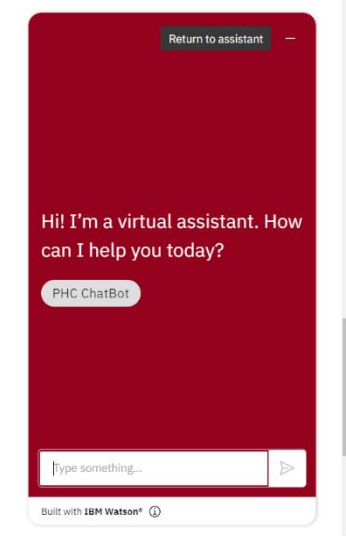 Return to assistant
Hi! I'm a virtual assistant. How
can I help you today?
PHC ChatBot
Type something...
Built with IBM Watson®